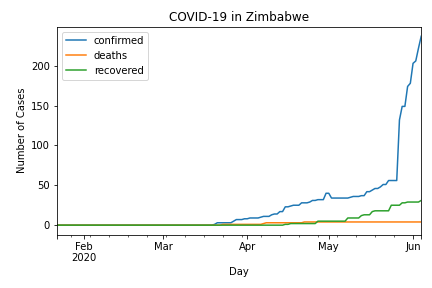 COVID-19 in Zimbabwe
confirmed
deaths
recovered
Number of Cases
200
150
100
50
0
Feb
2020
Mar
Apr
May
Jun
Day